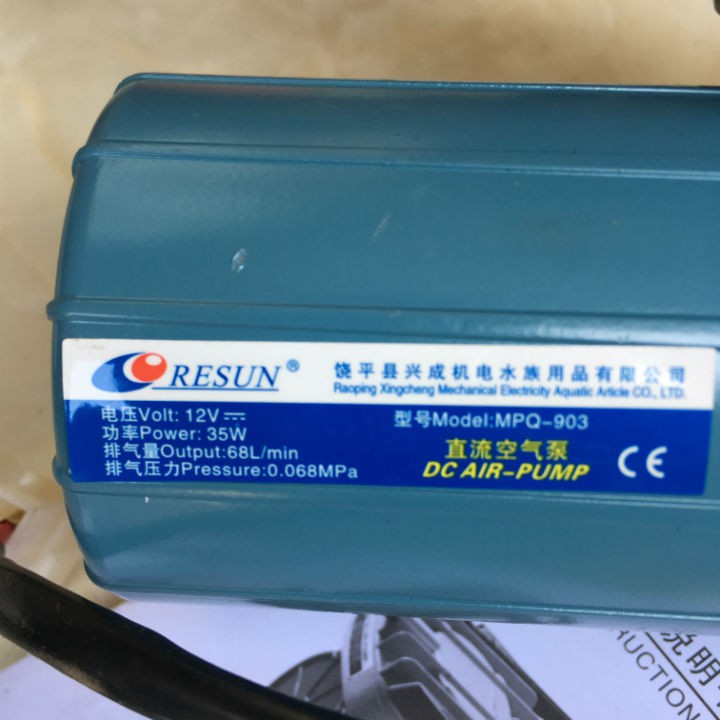 RESUN®
饶平县兴成机电水族用品有限公司
Raoping Xingcheng Mechanical Electricity Aquatic Article CO., LTD.
电压Volt: 12V⎓
功率Power: 35W
排气量Output:68L/min
排气压力Pressure:0.068MPa
型号Model:MPQ-903
直流空气泵
DC AIR-PUMP
CE
说明
RUCTION